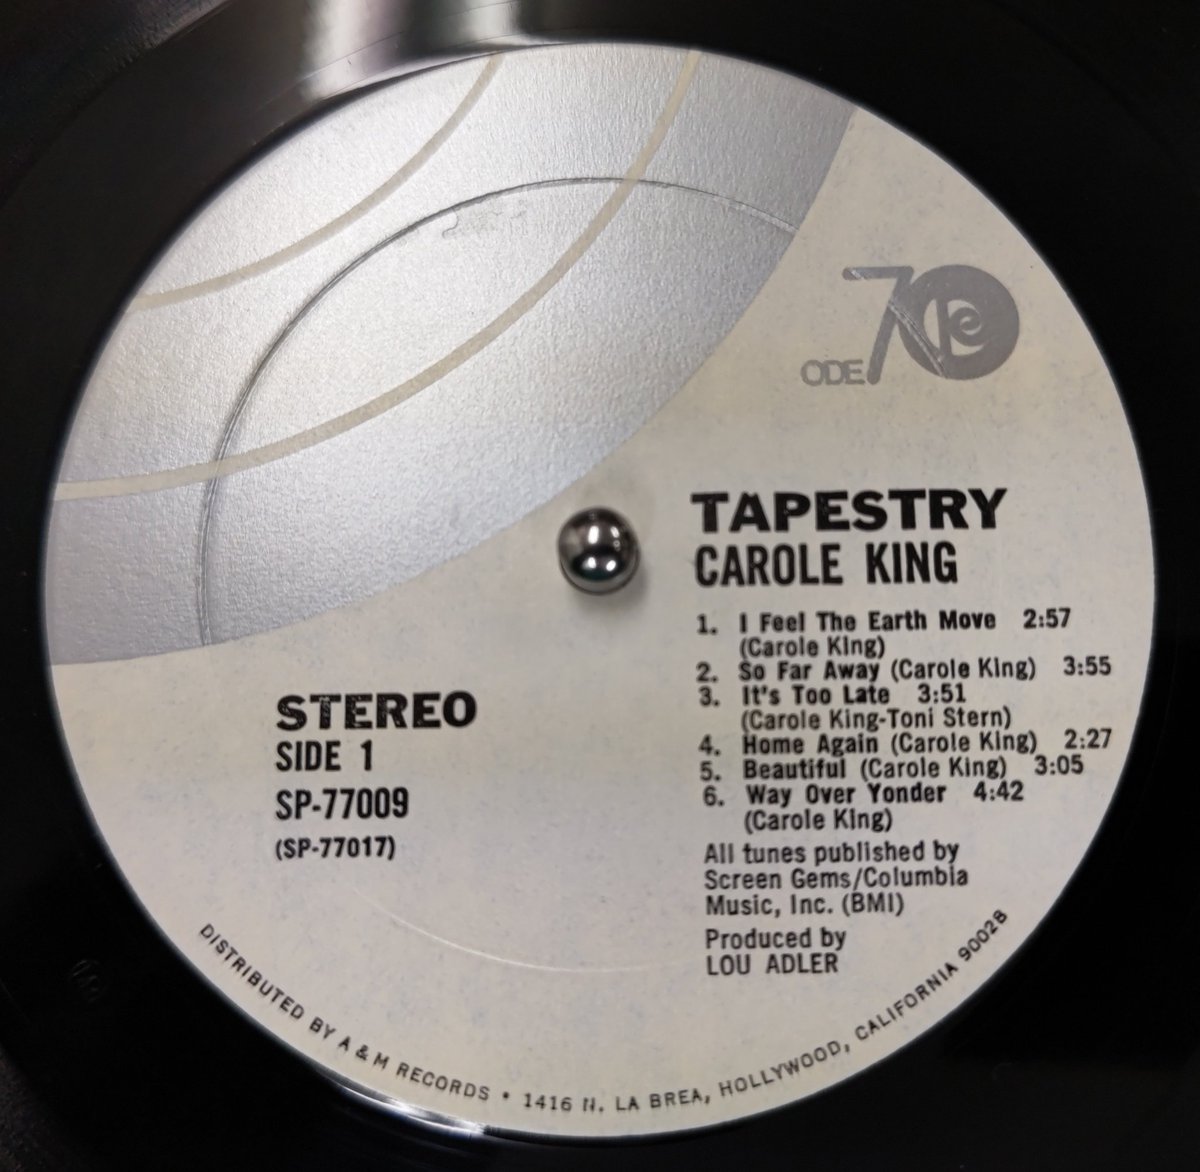 ODE 70
TAPESTRY
CAROLE KING
1. I Feel The Earth Move 2:57
(Carole King)
2. So Far Away (Carole King) 3:55
3. It's Too Late 3:51
(Carole King-Toni Stern)
4. Home Again (Carole King) 2:27
5. Beautiful (Carole King) 3:05
6. Way Over Yonder 4:42
(Carole King)
All tunes published by
Screen Gems/Columbia
Music, Inc. (BMI)
Produced by
LOU ADLER
STEREO
SIDE 1
SP-77009
(SP-77017)
DISTRIBUTED BY A & M RECORDS • 1416 N. LA BREA, HOLLYWOOD, CALIFORNIA 90028